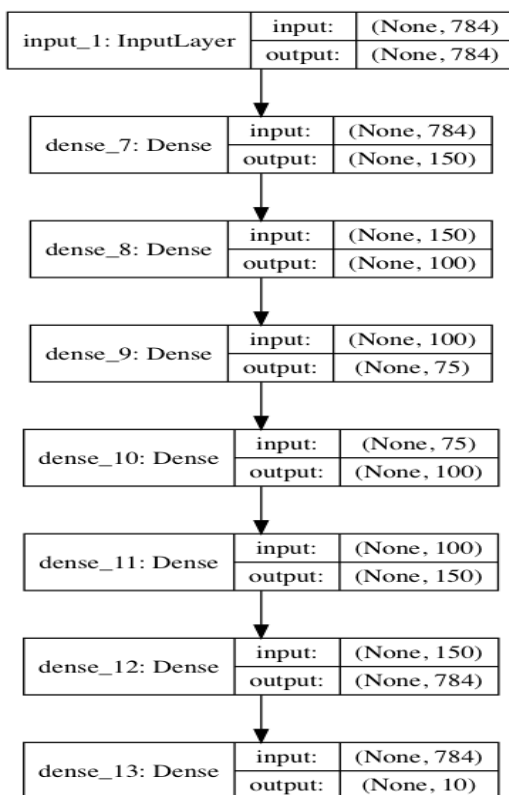 input_1: InputLayer input: (None, 784)
output: (None, 784)
dense_7: Dense input: (None, 784)
output: (None, 150)
dense_8: Dense input: (None, 150)
output: (None, 100)
dense_9: Dense input: (None, 100)
output: (None, 75)
dense_10: Dense input: (None, 75)
output: (None, 100)
dense_11: Dense input: (None, 100)
output: (None, 150)
dense_12: Dense input: (None, 150)
output: (None, 784)
dense_13: Dense input: (None, 784)
output: (None, 10)